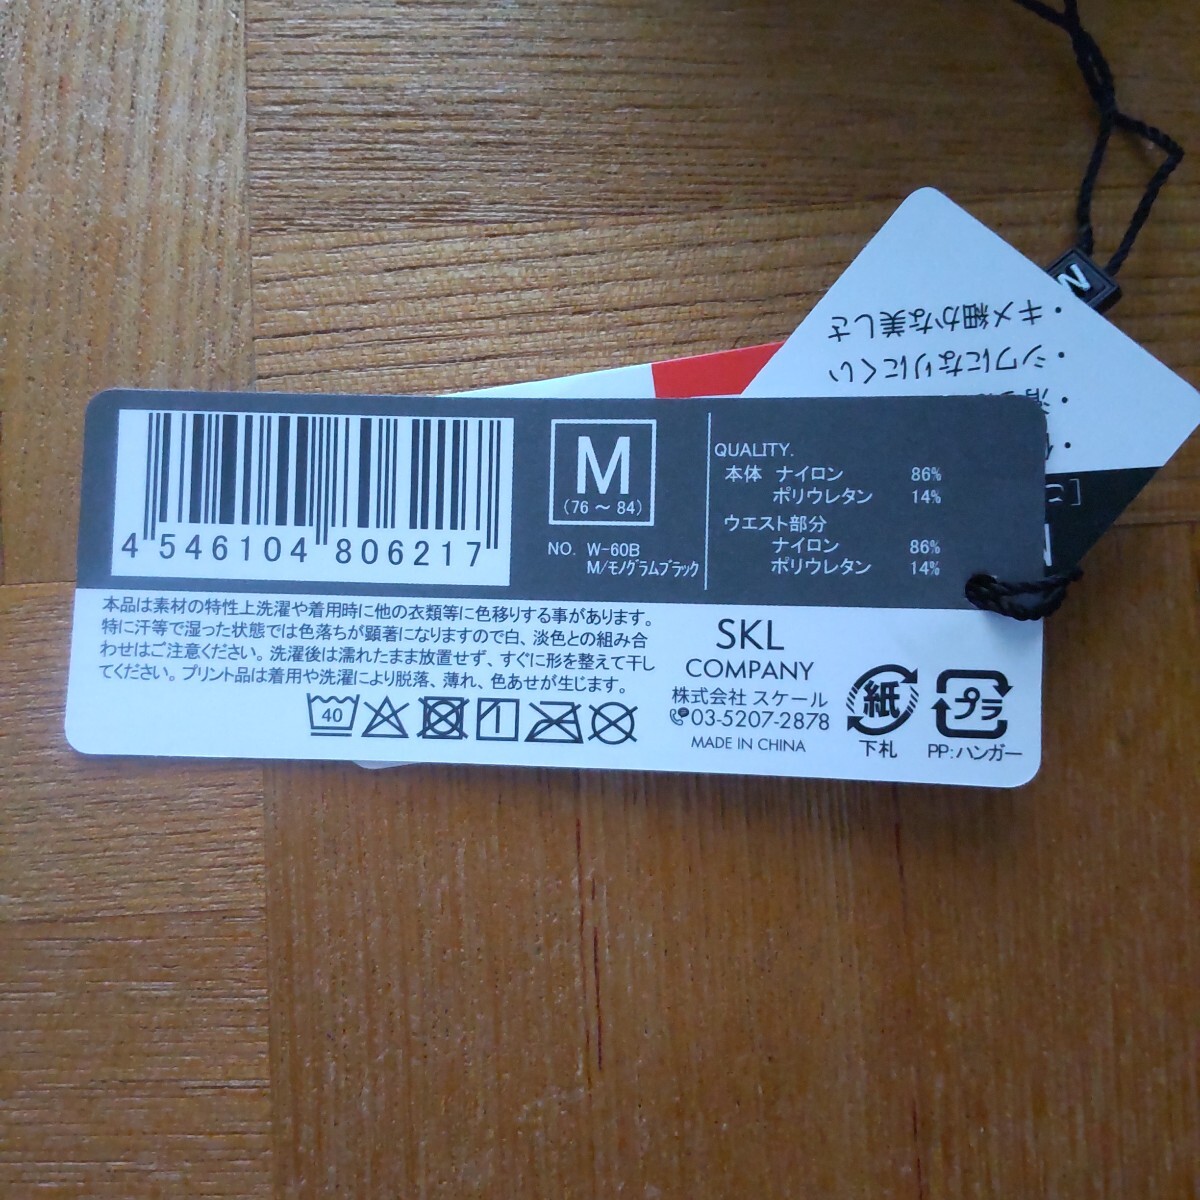 4 546104 806217
M
(76 ～ 84)
NO. W-60B
M/モノグラムブラック
QUALITY.
本体 ナイロン 86%
ポリウレタン 14%
ウエスト部分
ナイロン 86%
ポリウレタン 14%
本品は素材の特性上洗濯や着用時に他の衣類等に色移りする事があります。
特に汗等で湿った状態では色落ちが顕著になりますので白、淡色との組み合
わせはご注意ください。洗濯後は濡れたまま放置せず、すぐに形を整えて干し
てください。プリント品は着用や洗濯により脱落、薄れ、色あせが生じます。
40
SKL
COMPANY
株式会社 スケール
03-5207-2878
MADE IN CHINA
紙
下札
プラ
PP:ハンガー
・キメ細かな美しさ
・シワになりにくい
N